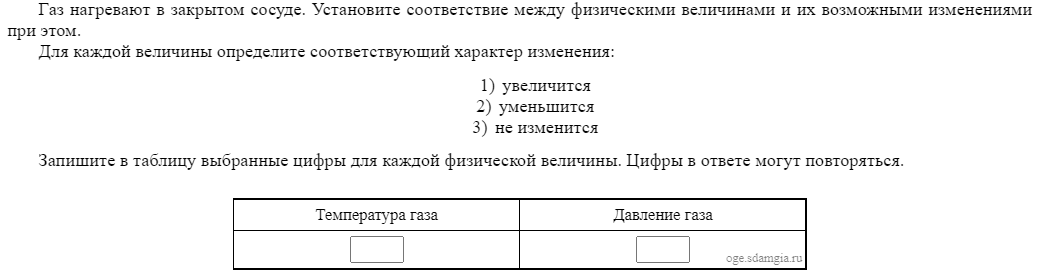 Газ нагревают в закрытом сосуде. Установите соответствие между физическими величинами и их возможными изменениями
при этом.
Для каждой величины определите соответствующий характер изменения:
1) увеличится
2) уменьшится
3) не изменится
Запишите в таблицу выбранные цифры для каждой физической величины. Цифры в ответе могут повторяться.
Температура газа Давление газа
oge.sdamgia.ru